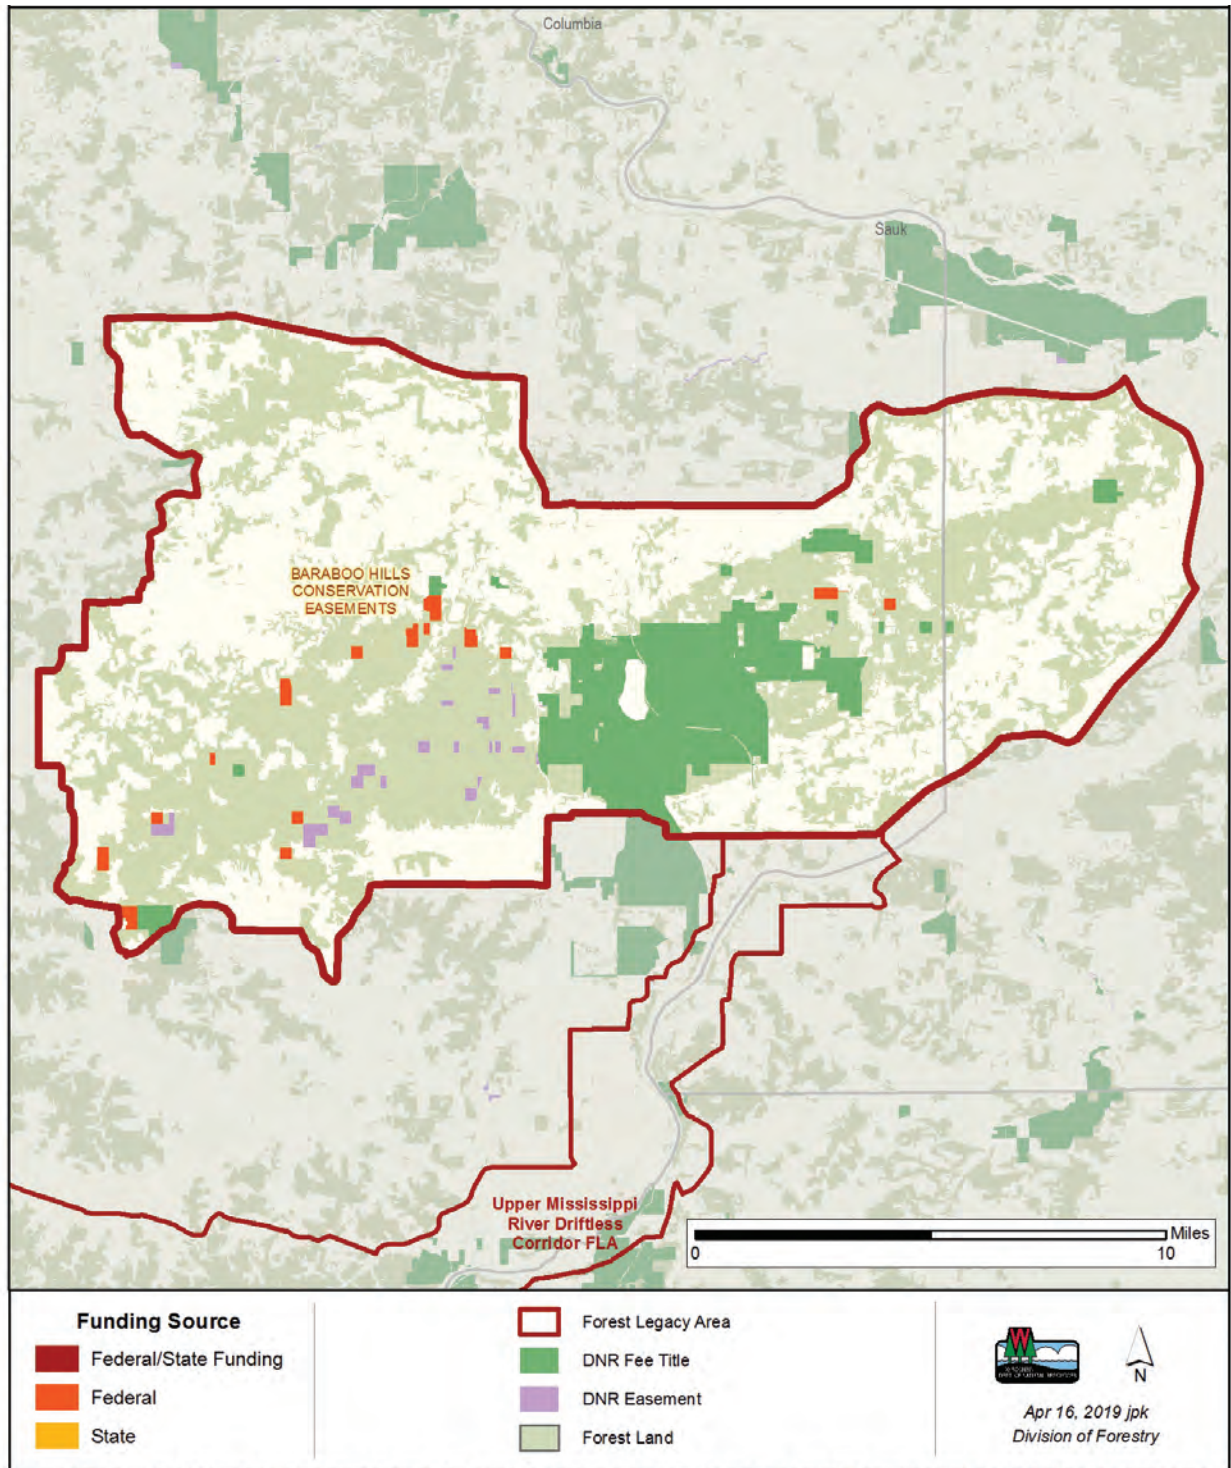 Columbia
Sauk
BARABOO HILLS
CONSERVATION
EASEMENTS
Upper Mississippi
River Driftless
Corridor FLA
Miles
0
10
Funding Source
Federal/State Funding
Federal
State
Forest Legacy Area
DNR Fee Title
DNR Easement
Forest Land
W
N
Apr 16, 2019 jpk
Division of Forestry